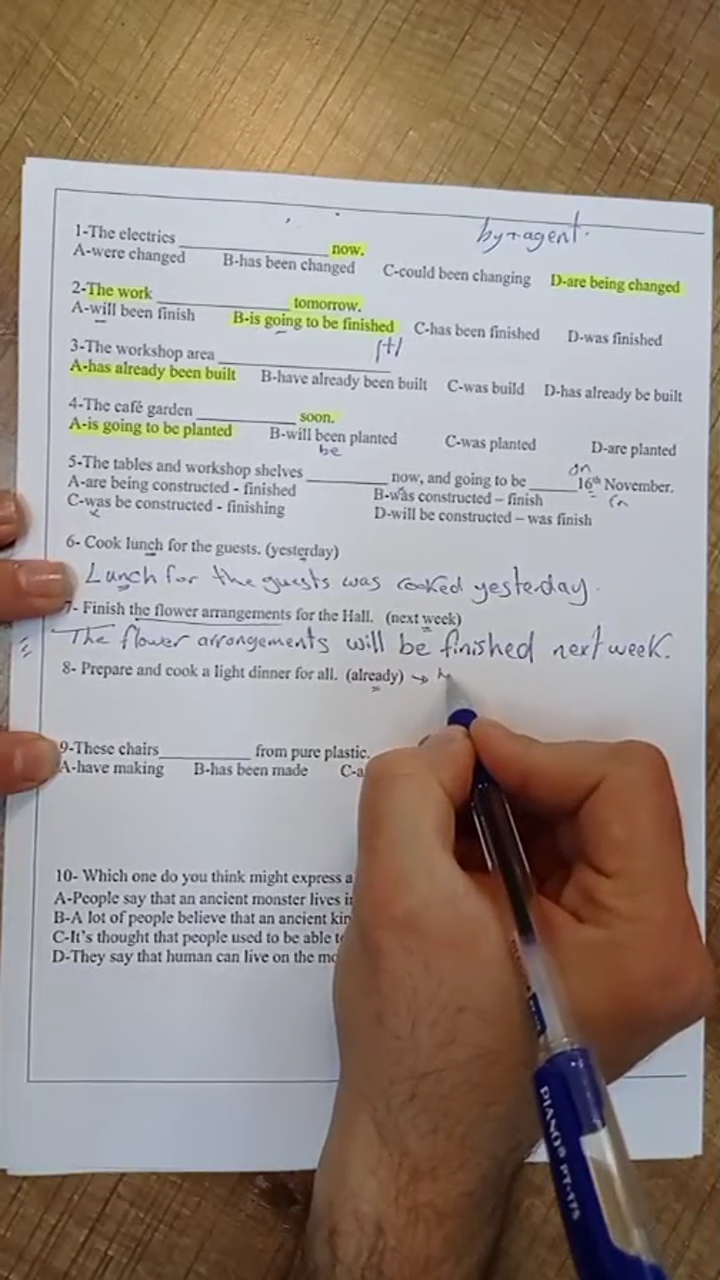 by+agent.
1-The electrics ____________ now.
A-were changed B-has been changed C-could been changing D-are being changed
2-The work ____________ tomorrow.
A-will been finish B-is going to be finished C-has been finished D-was finished
3-The workshop area ____________
A-has already been built B-have already been built C-was build D-has already be built
4-The café garden ____________ soon.
A-is going to be planted B-will been planted C-was planted D-are planted
be
on
5-The tables and workshop shelves ____________ now, and going to be ______16th November.
A-are being constructed - finished B-was constructed – finish
C-was be constructed - finishing D-will be constructed – was finish
6- Cook lunch for the guests. (yesterday)
Lunch for the guests was cooked yesterday.
7- Finish the flower arrangements for the Hall. (next week)
The flower arrangements will be finished next week.
8- Prepare and cook a light dinner for all. (already) →
9-These chairs____________ from pure plastic.
A-have making B-has been made C-a
10- Which one do you think might express a
A-People say that an ancient monster lives i
B-A lot of people believe that an ancient kin
C-It's thought that people used to be able t
D-They say that human can live on the mo
PIANO® PT-175